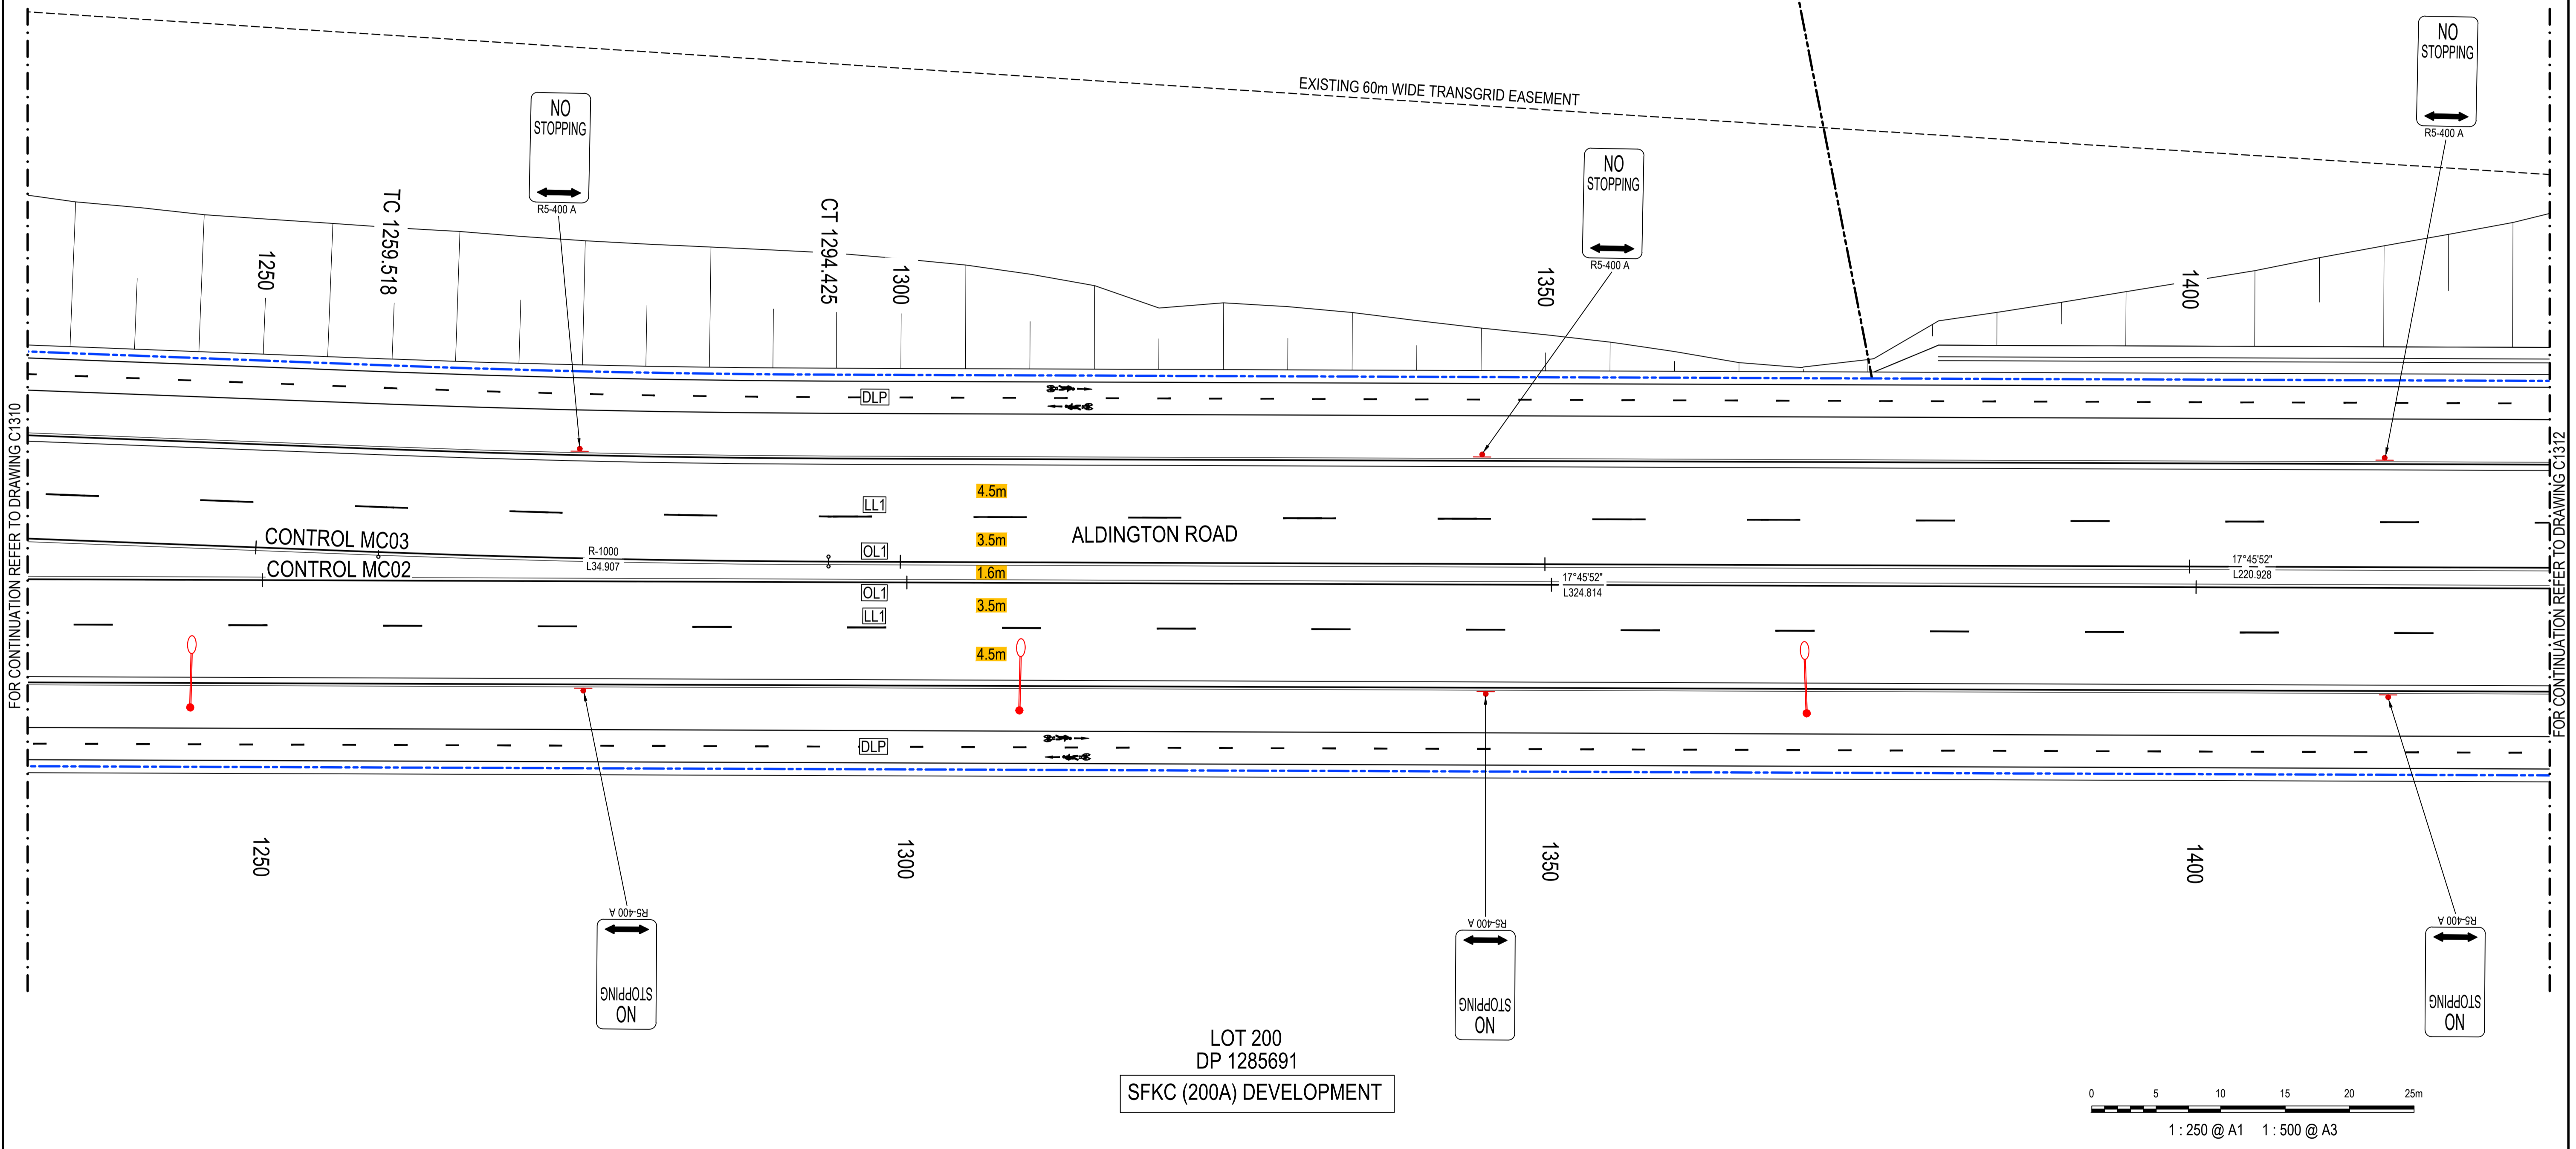 NO
STOPPING
R5-400 A
NO
STOPPING
R5-400 A
NO
STOPPING
R5-400 A
EXISTING 60m WIDE TRANSGRID EASEMENT
1250
TC 1259.518
CT 1294.425
1300
1350
1400
FOR CONTINUATION REFER TO DRAWING C1310
FOR CONTINUATION REFER TO DRAWING C1312
DLP
LL1
4.5m
ALDINGTON ROAD
CONTROL MC03
R-1000
L34.907
OL1
3.5m
CONTROL MC02
1.6m
17°45'52"
L220.928
17°45'52"
L324.814
OL1
3.5m
LL1
4.5m
DLP
1250
1300
1350
1400
R5-400 A
NO
STOPPING
R5-400 A
NO
STOPPING
R5-400 A
NO
STOPPING
LOT 200
DP 1285691
SFKC (200A) DEVELOPMENT
0 5 10 15 20 25m
1 : 250 @ A1 1 : 500 @ A3